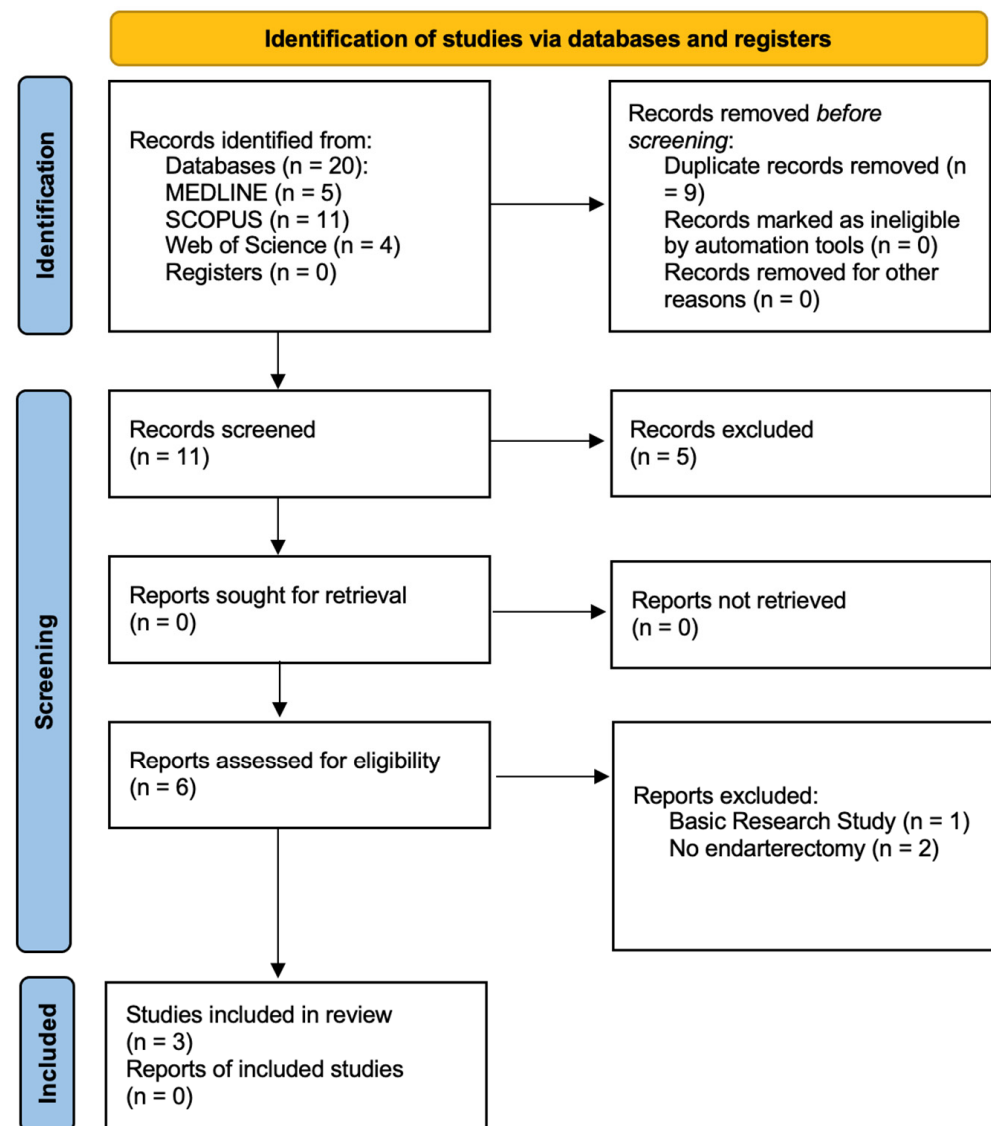 Identification of studies via databases and registers
Identification
Records identified from:
Databases (n = 20):
MEDLINE (n = 5)
SCOPUS (n = 11)
Web of Science (n = 4)
Registers (n = 0)
Records removed before
screening:
Duplicate records removed (n
= 9)
Records marked as ineligible
by automation tools (n = 0)
Records removed for other
reasons (n = 0)
Screening
Records screened
(n = 11)
Records excluded
(n = 5)
Reports sought for retrieval
(n = 0)
Reports not retrieved
(n = 0)
Reports assessed for eligibility
(n = 6)
Reports excluded:
Basic Research Study (n = 1)
No endarterectomy (n = 2)
Included
Studies included in review
(n = 3)
Reports of included studies
(n = 0)